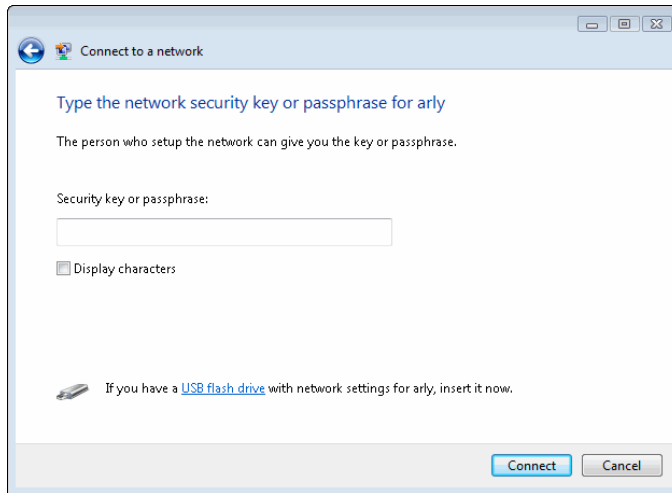 Connect to a network
Type the network security key or passphrase for arly
The person who setup the network can give you the key or passphrase.
Security key or passphrase:
Display characters
If you have a USB flash drive with network settings for arly, insert it now.
Connect Cancel